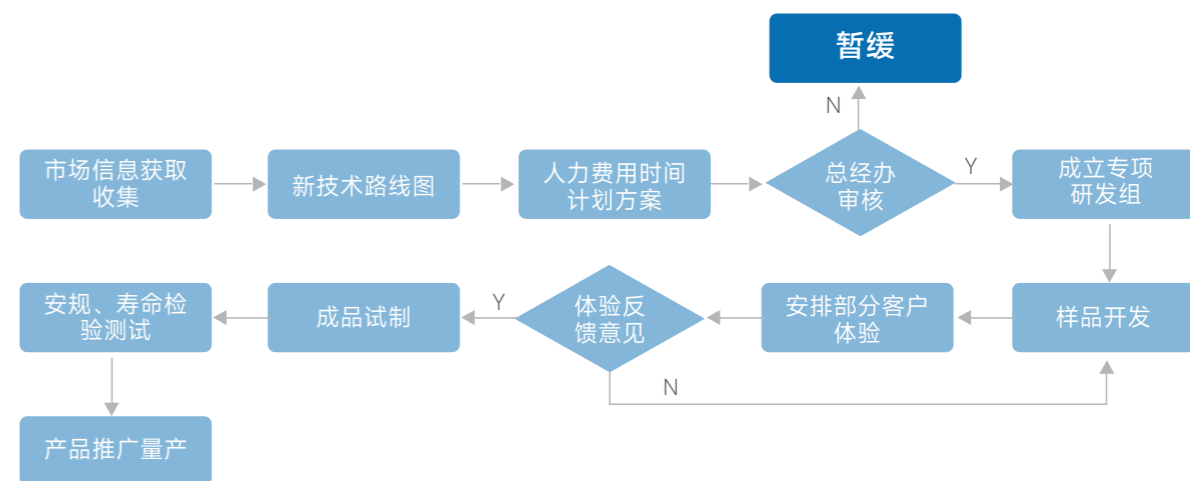 暂缓
N
市场信息获取
收集
新技术路线图
人力费用时间
计划方案
总经办
审核
Y
成立专项
研发组
安规、寿命检
验测试
成品试制
Y
体验反
馈意见
安排部分客户
体验
样品开发
N
产品推广量产